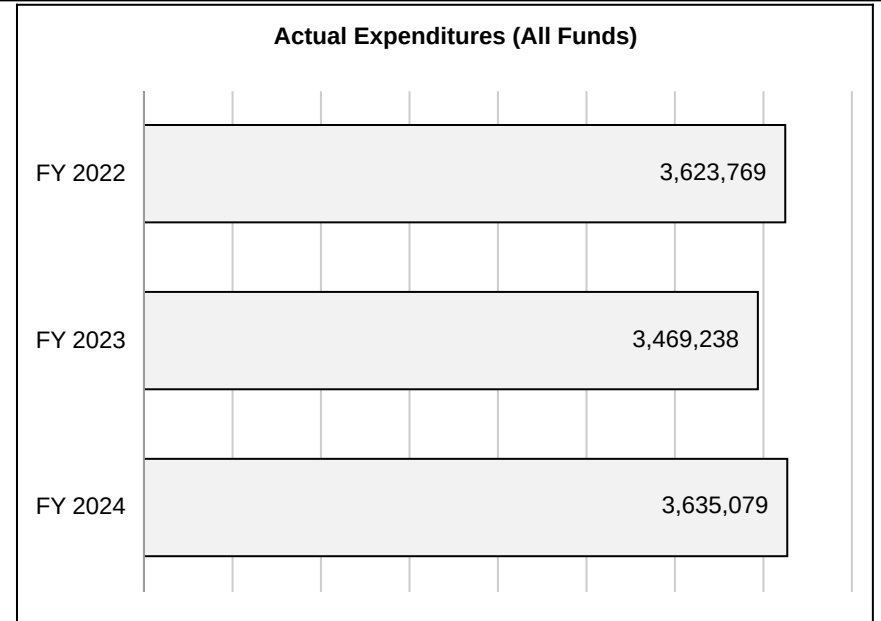 Actual Expenditures (All Funds)
FY 2022 3,623,769
FY 2023 3,469,238
FY 2024 3,635,079